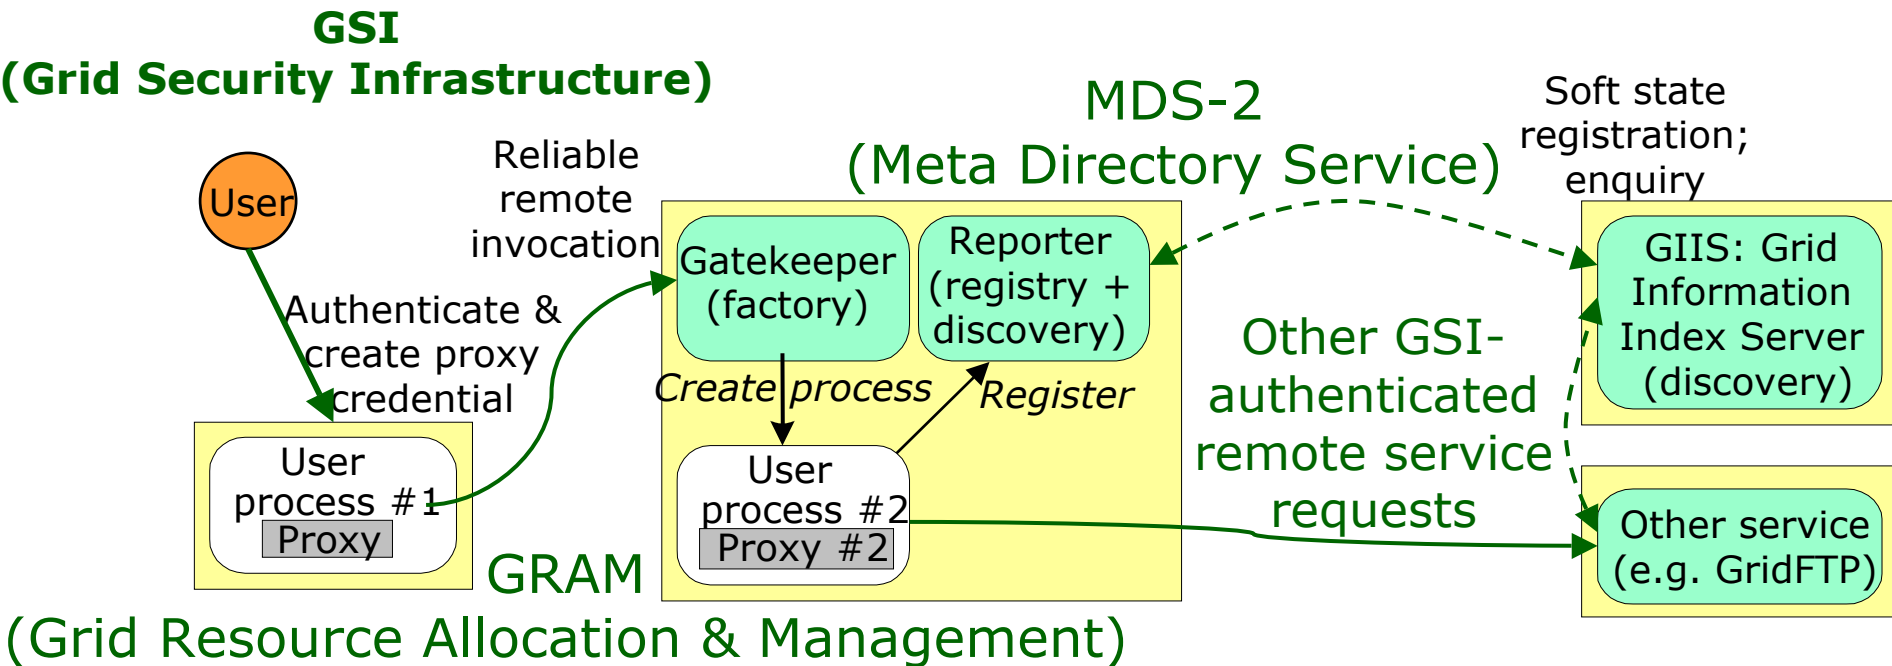 GSI
(Grid Security Infrastructure)
User
Authenticate &
create proxy
credential
User
process #1
Proxy
Reliable
remote
invocation
GRAM
(Grid Resource Allocation & Management)
MDS-2
(Meta Directory Service)
Gatekeeper
(factory)
Reporter
(registry +
discovery)
Create process
Register
User
process #2
Proxy #2
Other GSI-
authenticated
remote service
requests
Soft state
registration;
enquiry
GIIS: Grid
Information
Index Server
(discovery)
Other service
(e.g. GridFTP)